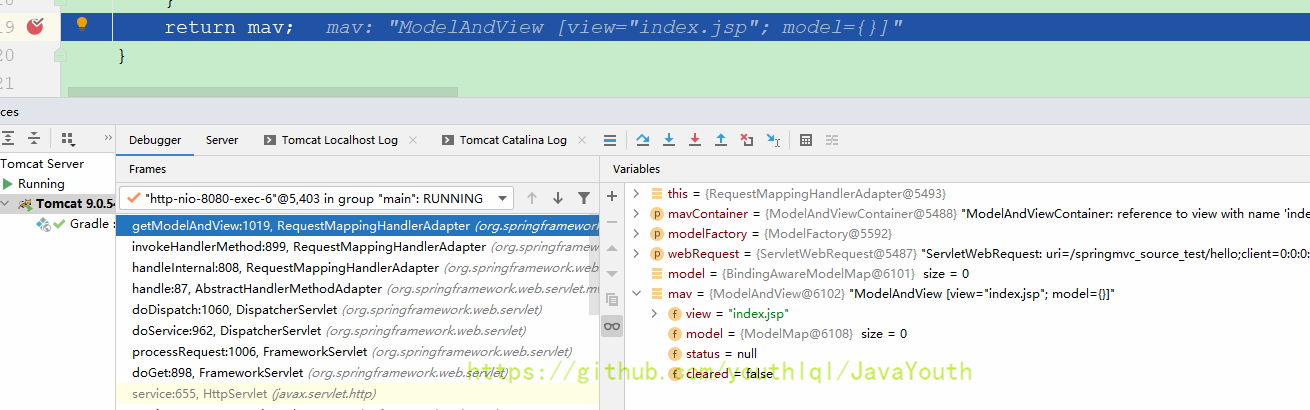 }
19 return mav; mav: "ModelAndView [view="index.jsp"; model={}]"
20 }
21
ces
Debugger Server Tomcat Localhost Log Tomcat Catalina Log
Tomcat Server
Running
Tomcat 9.0.54
Gradle :
Frames
"http-nio-8080-exec-6"@5,403 in group "main": RUNNING
getModelAndView:1019, RequestMappingHandlerAdapter (org.springframework
invokeHandlerMethod:899, RequestMappingHandlerAdapter (org.springframew
handleInternal:808, RequestMappingHandlerAdapter (org.springframework.web
handle:87, AbstractHandlerMethodAdapter (org.springframework.web.servlet.mv
doDispatch:1060, DispatcherServlet (org.springframework.web.servlet)
doService:962, DispatcherServlet (org.springframework.web.servlet)
processRequest:1006, FrameworkServlet (org.springframework.web.servlet)
doGet:898, FrameworkServlet (org.springframework.web.servlet)
service:655, HttpServlet (javax.servlet.http)
Variables
this = {RequestMappingHandlerAdapter@5493}
mavContainer = {ModelAndViewContainer@5488} "ModelAndViewContainer: reference to view with name 'inde
modelFactory = {ModelFactory@5592}
webRequest = {ServletWebRequest@5487} "ServletWebRequest: uri=/springmvc_source_test/hello;client=0:0:0:
model = {BindingAwareModelMap@6101} size = 0
mav = {ModelAndView@6102} "ModelAndView [view="index.jsp"; model={}]"
view = "index.jsp"
model = {ModelMap@6108} size = 0
status = null
cleared = false
https://github.com/youthlql/JavaYouth